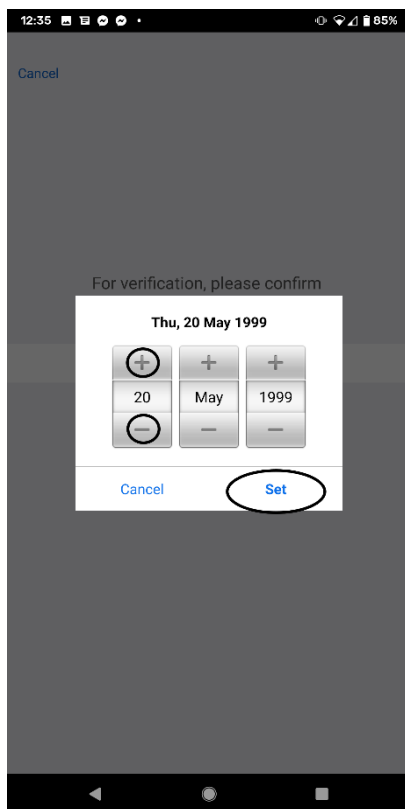 12:35
85%
Cancel
For verification, please confirm
Thu, 20 May 1999
+ + +
20 May 1999
− − −
Cancel Set